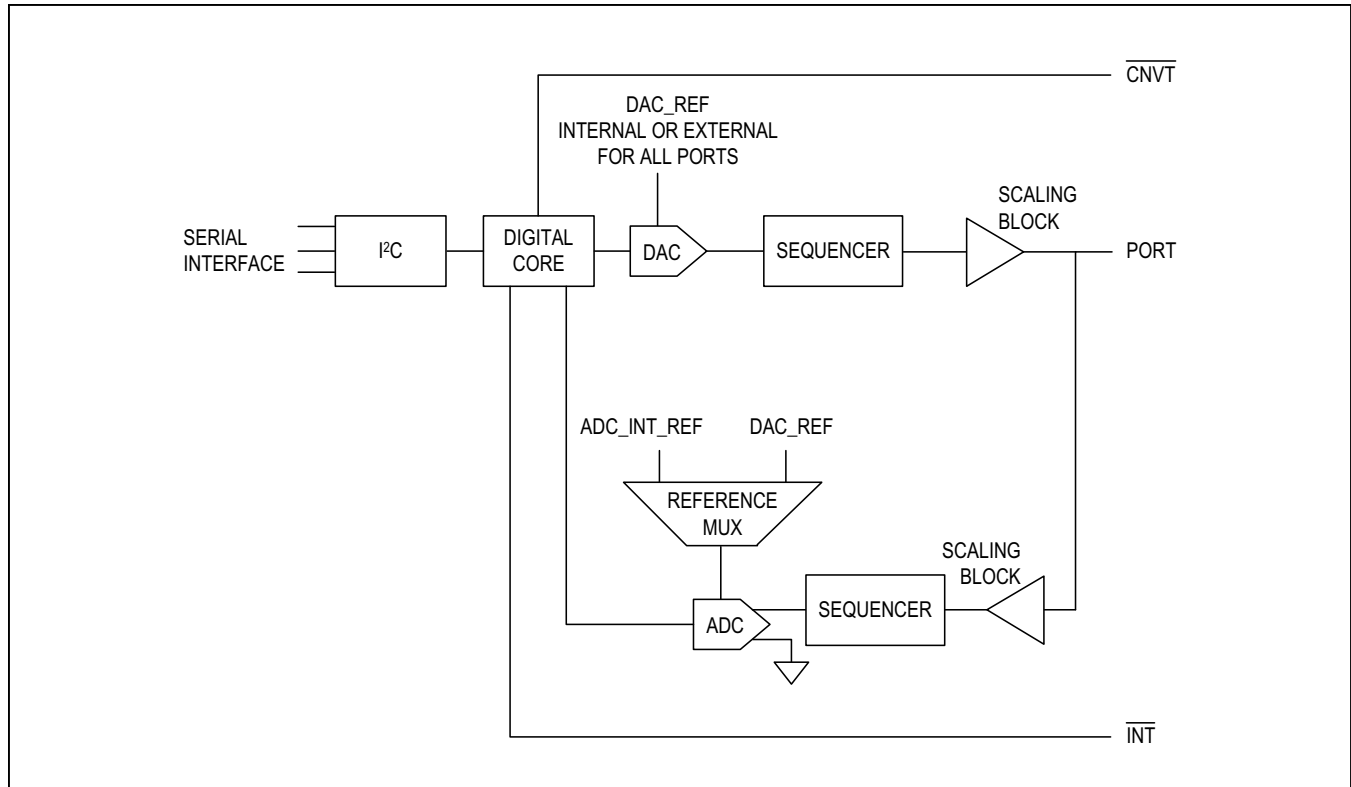 CNVT
DAC_REF
INTERNAL OR EXTERNAL
FOR ALL PORTS
SCALING
BLOCK
SERIAL
INTERFACE
I²C
DIGITAL
CORE
DAC
SEQUENCER
PORT
ADC_INT_REF
DAC_REF
REFERENCE
MUX
SCALING
BLOCK
SEQUENCER
ADC
INT